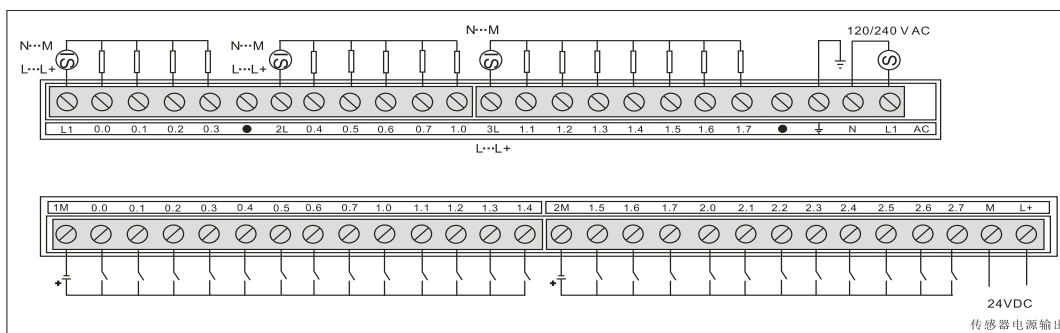 120/240 V AC
N···M N···M N···M
L···L+ L···L+
L1 0.0 0.1 0.2 0.3 ● 2L 0.4 0.5 0.6 0.7 1.0 3L 1.1 1.2 1.3 1.4 1.5 1.6 1.7 ● N L1 AC
L···L+
1M 0.0 0.1 0.2 0.3 0.4 0.5 0.6 0.7 1.0 1.1 1.2 1.3 1.4 2M 1.5 1.6 1.7 2.0 2.1 2.2 2.3 2.4 2.5 2.6 2.7 M L+
24VDC
传感器电源输出